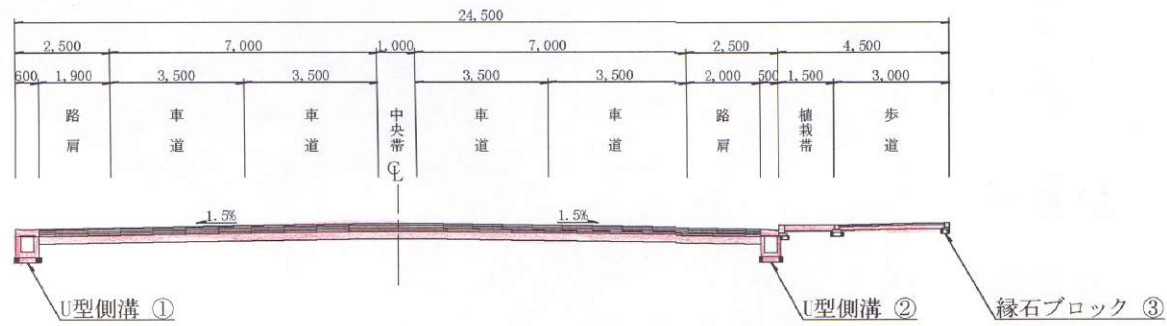 24,500
2,500 7,000 1,000 7,000 2,500 4,500
600 1,900 3,500 3,500 3,500 3,500 2,000 500 1,500 3,000
路肩 車道 車道 中央帯 車道 車道 路肩 植栽帯 歩道
℄
1.5% 1.5%
U型側溝 ① U型側溝 ② 縁石ブロック ③